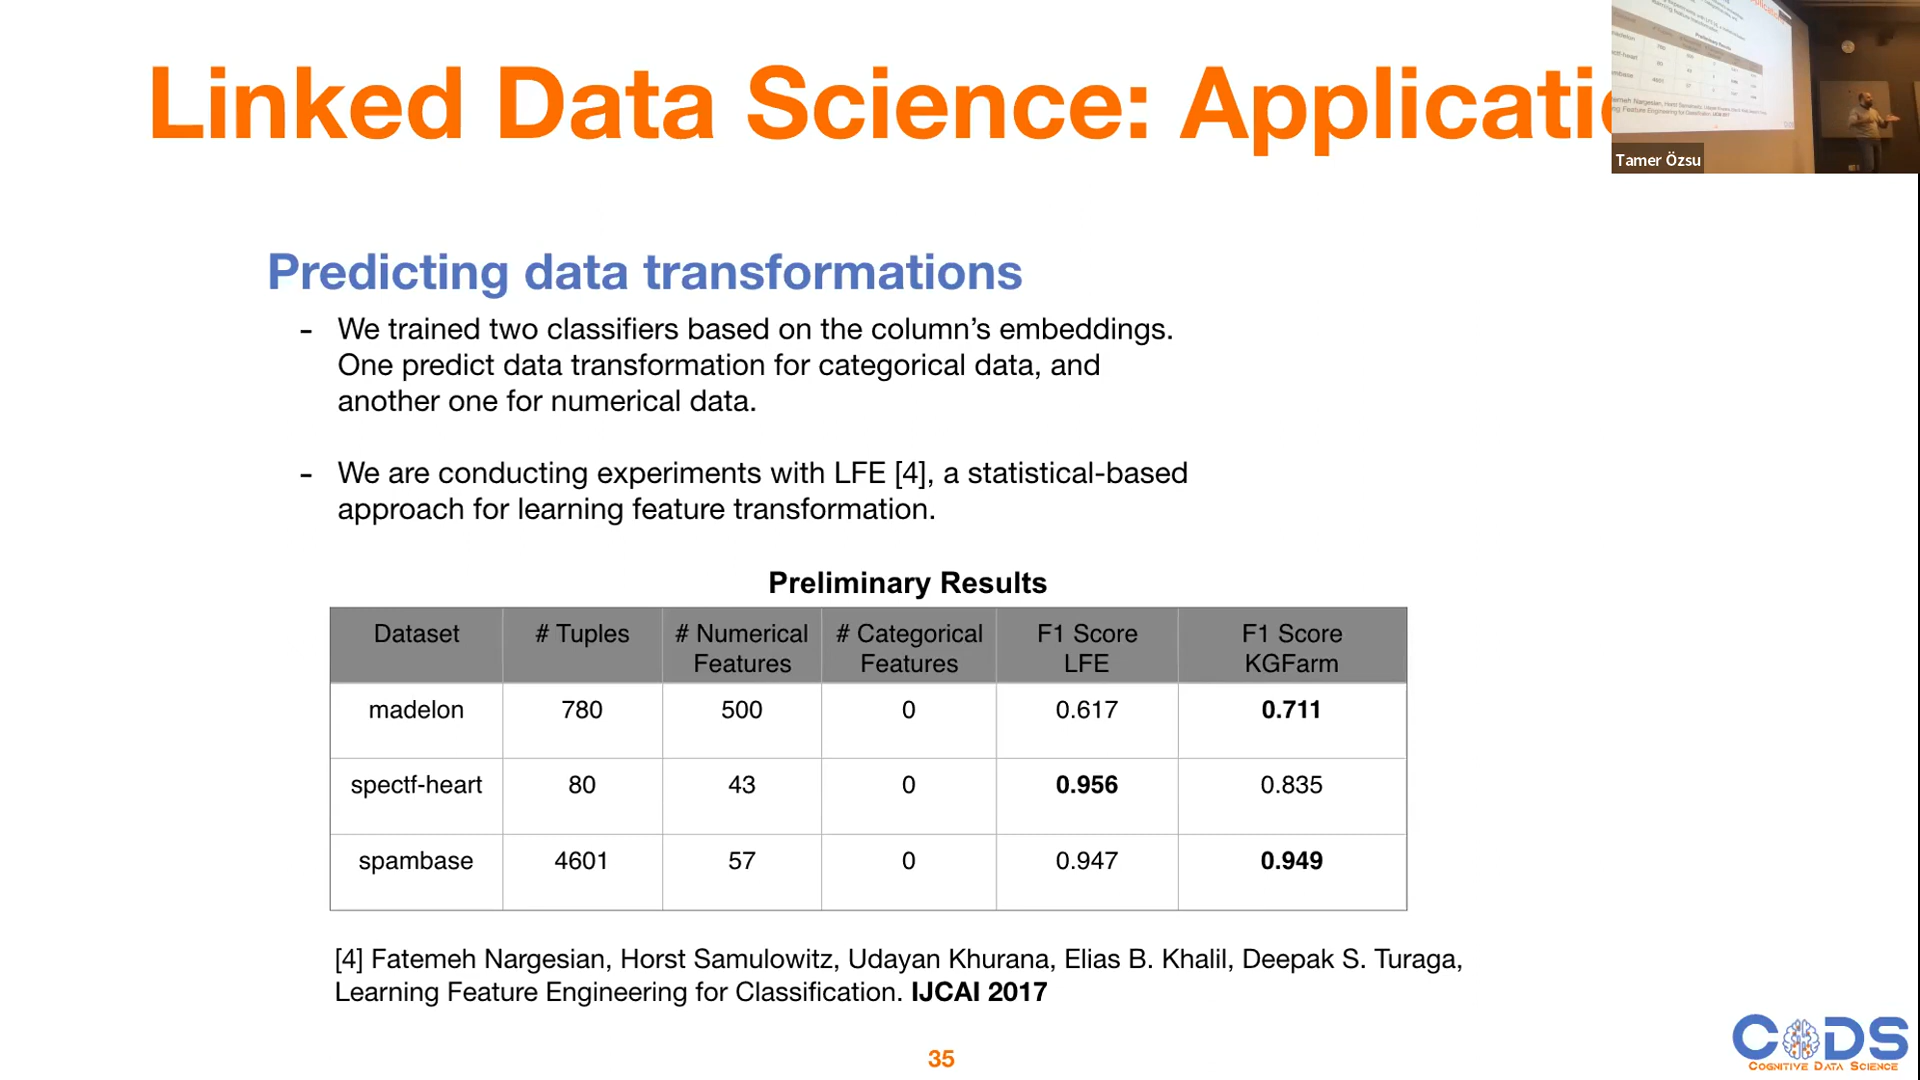 Linked Data Science: Applicatio
Tamer Özsu
Predicting data transformations
- We trained two classifiers based on the column’s embeddings.
One predict data transformation for categorical data, and
another one for numerical data.
- We are conducting experiments with LFE [4], a statistical-based
approach for learning feature transformation.
Preliminary Results
Dataset # Tuples # Numerical Features # Categorical Features F1 Score LFE F1 Score KGFarm
madelon 780 500 0 0.617 0.711
spectf-heart 80 43 0 0.956 0.835
spambase 4601 57 0 0.947 0.949
[4] Fatemeh Nargesian, Horst Samulowitz, Udayan Khurana, Elias B. Khalil, Deepak S. Turaga,
Learning Feature Engineering for Classification. IJCAI 2017
35
CODS
COGNITIVE DATA SCIENCE